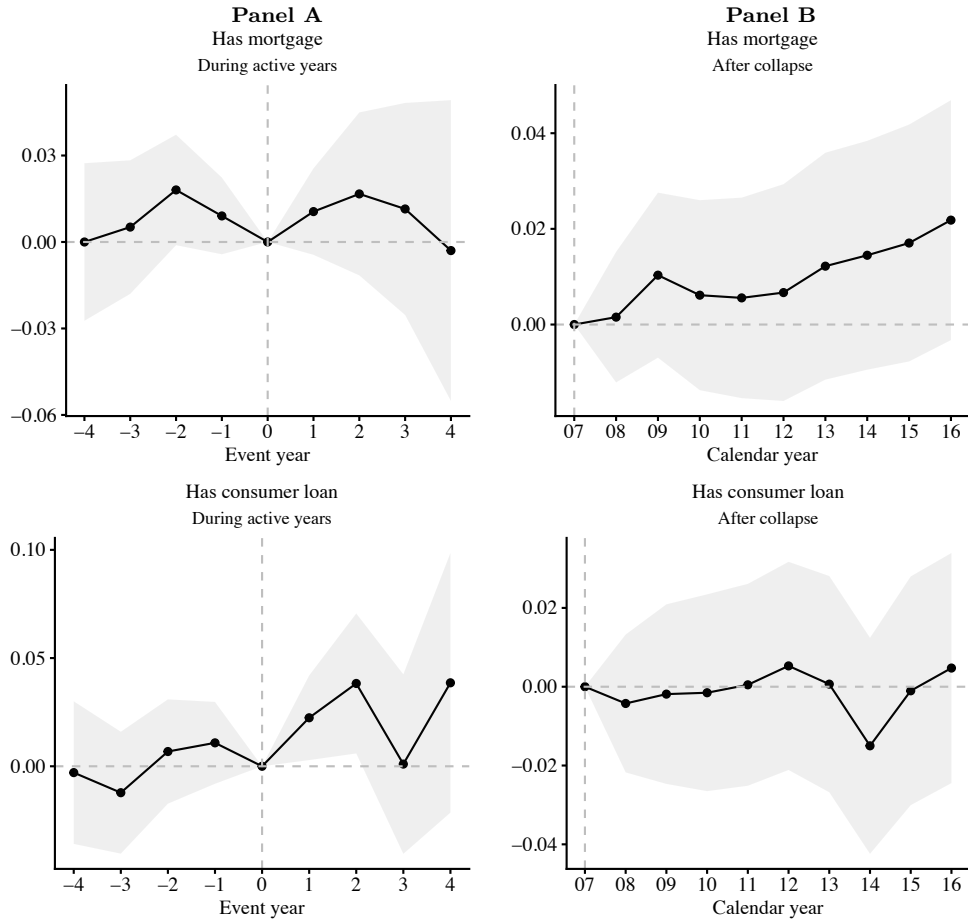 Panel A
Has mortgage
During active years
0.03
0.00
−0.03
−0.06
−4 −3 −2 −1 0 1 2 3 4
Event year
Panel B
Has mortgage
After collapse
0.04
0.02
0.00
07 08 09 10 11 12 13 14 15 16
Calendar year
Has consumer loan
During active years
0.10
0.05
0.00
−4 −3 −2 −1 0 1 2 3 4
Event year
Has consumer loan
After collapse
0.02
0.00
−0.02
−0.04
07 08 09 10 11 12 13 14 15 16
Calendar year